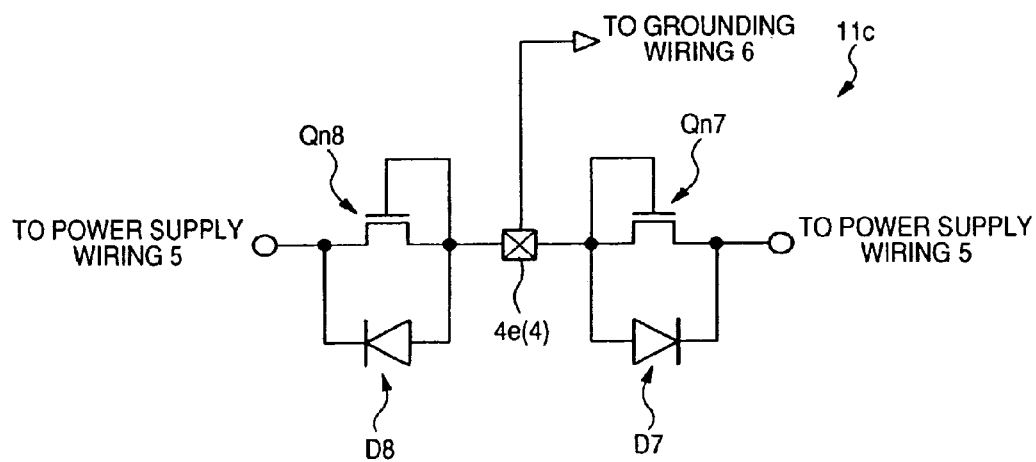 TO GROUNDING
WIRING 6
11c
Qn8
Qn7
TO POWER SUPPLY
WIRING 5
TO POWER SUPPLY
WIRING 5
4e(4)
D8
D7